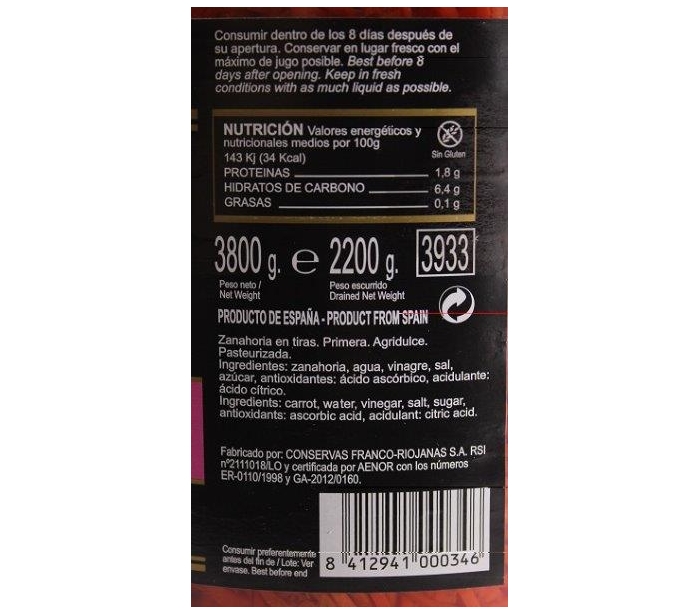 Consumir dentro de los 8 días después de
su apertura. Conservar en lugar fresco con el
máximo de jugo posible. Best before 8
days after opening. Keep in fresh
conditions with as much liquid as possible.
NUTRICIÓN Valores energéticos y
nutricionales medios por 100g
143 Kj (34 Kcal)
Sin Gluten
PROTEINAS 1,8 g
HIDRATOS DE CARBONO 6,4 g
GRASAS 0,1 g
3800 g. e 2200 g. 3933
Peso neto / Peso escurrido
Net Weight Drained Net Weight
PRODUCTO DE ESPAÑA - PRODUCT FROM SPAIN
Zanahoria en tiras. Primera. Agridulce.
Pasteurizada.
Ingredientes: zanahoria, agua, vinagre, sal,
azúcar, antioxidantes: ácido ascórbico, acidulante:
ácido cítrico.
Ingredients: carrot, water, vinegar, salt, sugar,
antioxidants: ascorbic acid, acidulant: citric acid.
Fabricado por: CONSERVAS FRANCO-RIOJANAS S.A. RSI
nº2111018/LO y certificada por AENOR con los números
ER-0110/1998 y GA-2012/0160.
Consumir preferentemente
antes del fin de / Lote: Ver
envase. Best before end
8 412941 000346